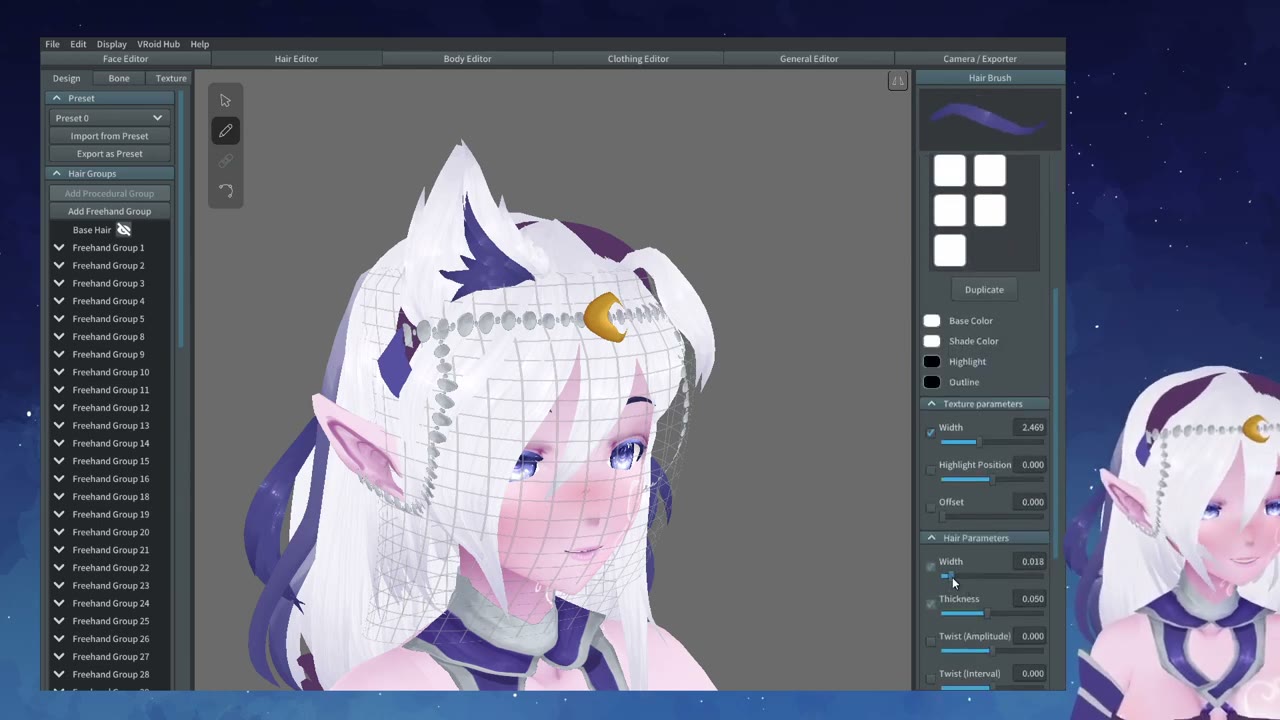 File Edit Display VRoid Hub Help
Face Editor Hair Editor Body Editor Clothing Editor General Editor Camera / Exporter
Design Bone Texture
Preset
Preset 0
Import from Preset
Export as Preset
Hair Groups
Add Procedural Group
Add Freehand Group
Base Hair
Freehand Group 1
Freehand Group 2
Freehand Group 3
Freehand Group 4
Freehand Group 5
Freehand Group 8
Freehand Group 9
Freehand Group 10
Freehand Group 11
Freehand Group 12
Freehand Group 13
Freehand Group 14
Freehand Group 15
Freehand Group 16
Freehand Group 18
Freehand Group 19
Freehand Group 20
Freehand Group 21
Freehand Group 22
Freehand Group 23
Freehand Group 24
Freehand Group 25
Freehand Group 26
Freehand Group 27
Freehand Group 28
Hair Brush
Duplicate
Base Color
Shade Color
Highlight
Outline
Texture parameters
Width 2.469
Highlight Position 0.000
Offset 0.000
Hair Parameters
Width 0.018
Thickness 0.050
Twist (Amplitude) 0.000
Twist (Interval) 0.000